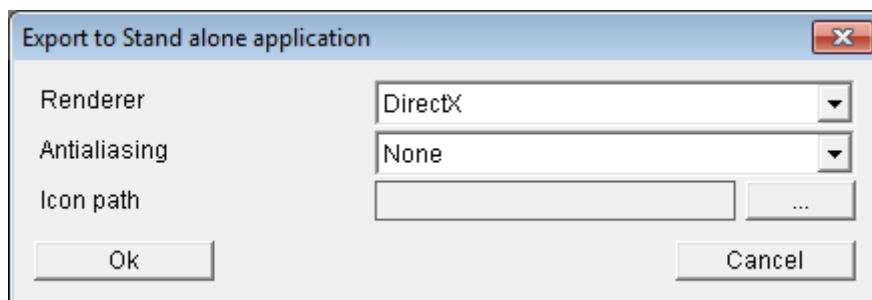 Export to Stand alone application
Renderer DirectX
Antialiasing None
Icon path ...
Ok Cancel